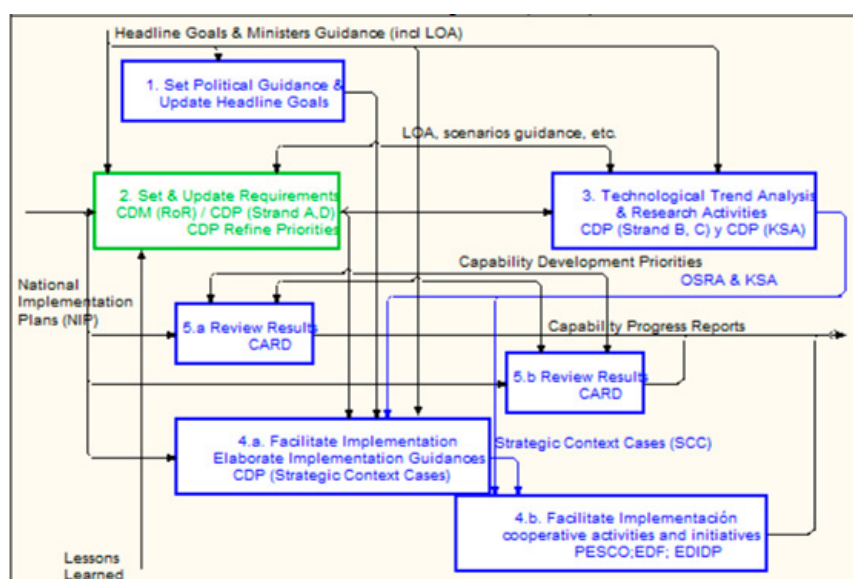 Headline Goals & Ministers Guidance (incl LOA)
1. Set Political Guidance &
Update Headline Goals
LOA, scenarios guidance, etc.
2. Set & Update Requirements
CDM (RoR) / CDP (Strand A,D)
CDP Refine Priorities
3. Technological Trend Analysis
& Research Activities
CDP (Strand B, C) y CDP (KSA)
Capability Development Priorities
OSRA & KSA
National
Implementation
Plans (NIP)
5.a Review Results
CARD
Capability Progress Reports
5.b Review Results
CARD
4.a. Facilitate Implementation
Elaborate Implementation Guidances
CDP (Strategic Context Cases)
Strategic Context Cases (SCC)
4.b. Facilitate Implementación
cooperative activities and initiatives
PESCO;EDF; EDIDP
Lessons
Learned